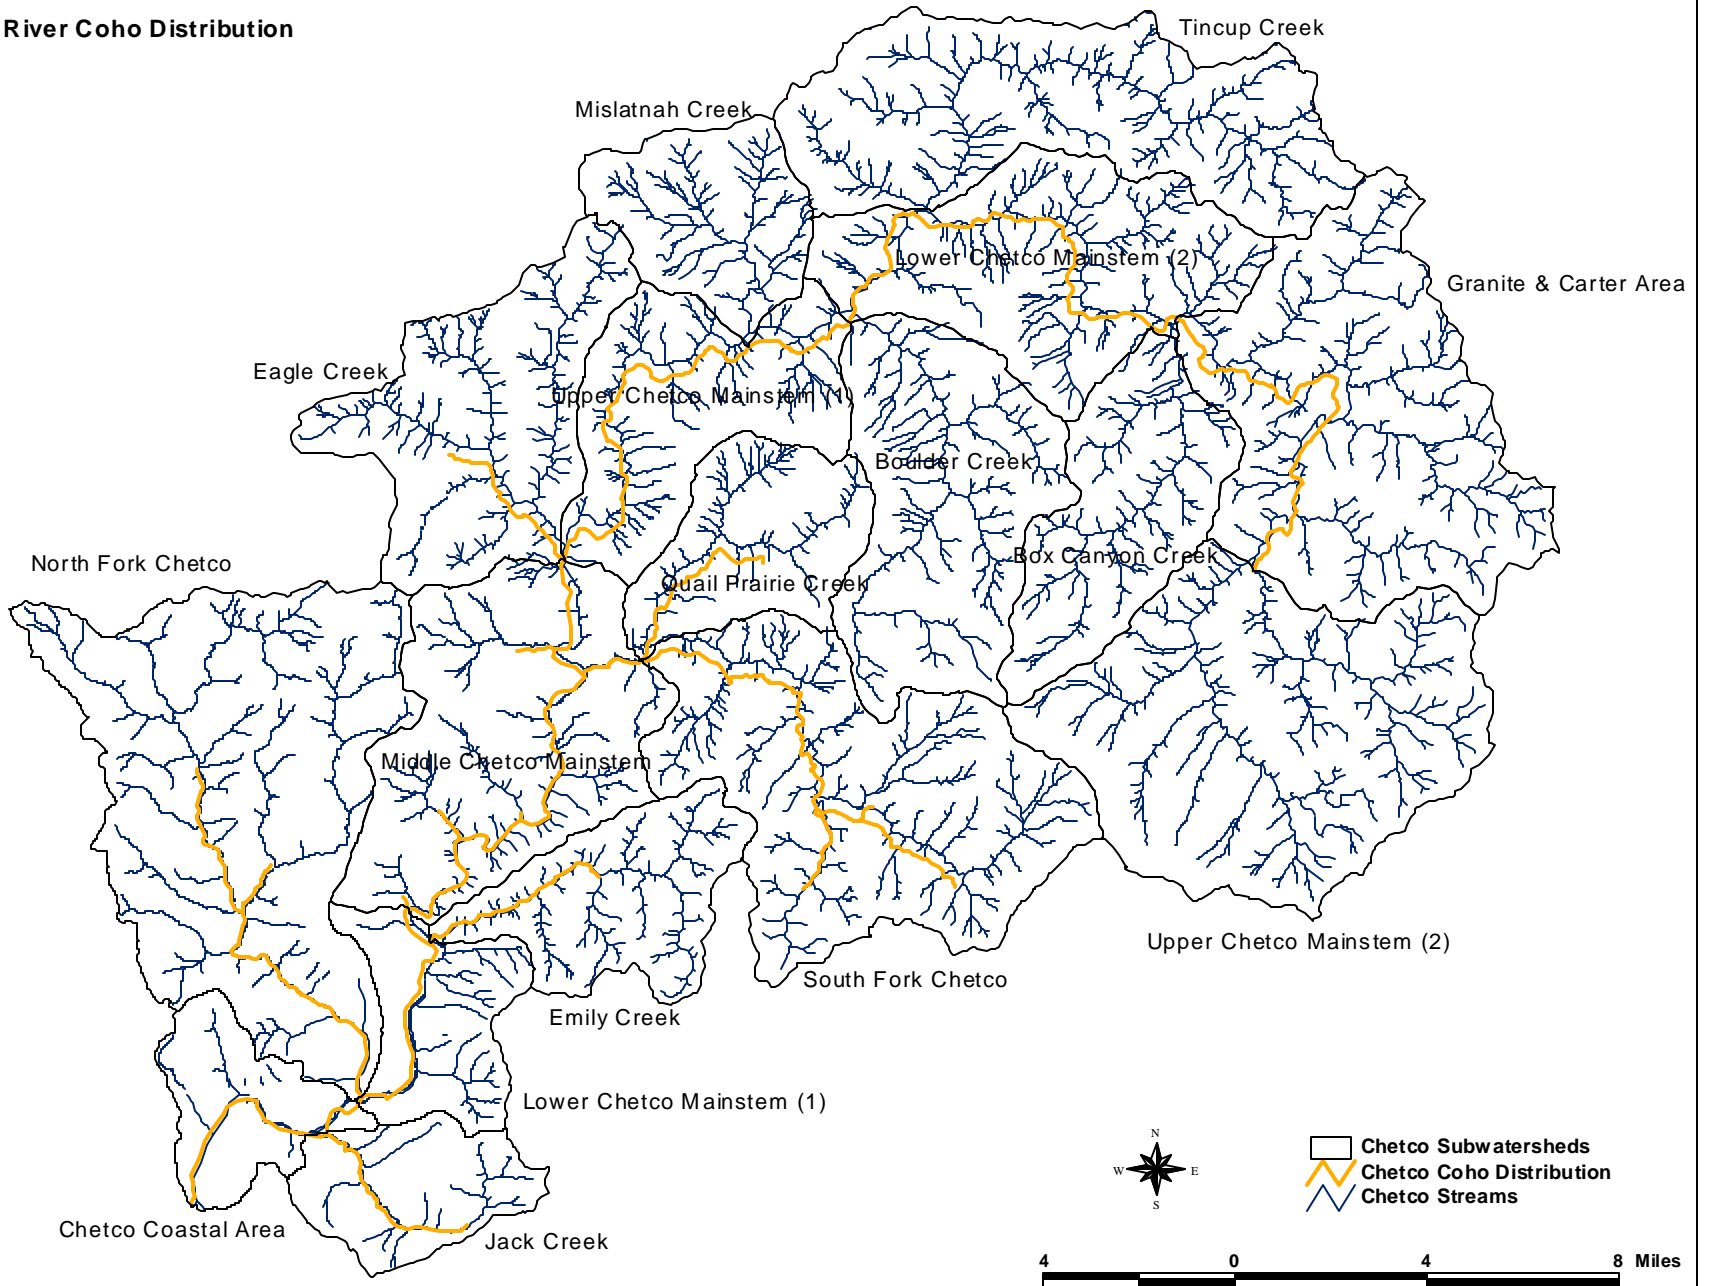 River Coho Distribution
Tincup Creek
Mislatnah Creek
Lower Chetco Mainstem (2)
Granite & Carter Area
Eagle Creek
Upper Chetco Mainstem (1)
Boulder Creek
Box Canyon Creek
North Fork Chetco
Quail Prairie Creek
Middle Chetco Mainstem
Upper Chetco Mainstem (2)
South Fork Chetco
Emily Creek
Lower Chetco Mainstem (1)
Chetco Coastal Area
Jack Creek
N
W E
S
Chetco Subwatersheds
Chetco Coho Distribution
Chetco Streams
4 0 4 8 Miles